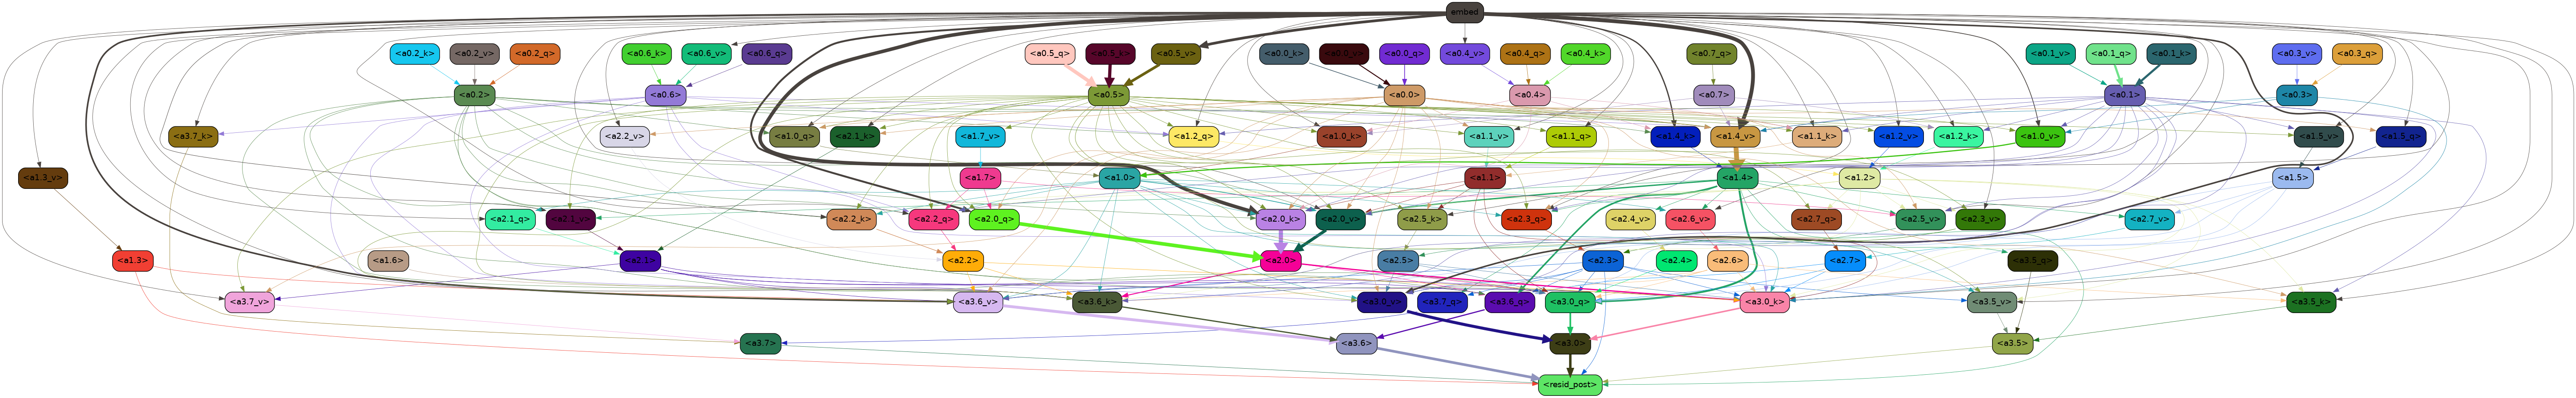 embed
<a0.2_k> <a0.2_v> <a0.2_q> <a0.6_k> <a0.6_v> <a0.6_q> <a0.5_q> <a0.5_k> <a0.5_v> <a0.0_k> <a0.0_v> <a0.0_q> <a0.4_v> <a0.4_q> <a0.4_k> <a0.7_q> <a0.1_v> <a0.1_q> <a0.1_k> <a0.3_v> <a0.3_q>
<a0.2> <a0.6> <a0.5> <a0.0> <a0.4> <a0.7> <a0.1> <a0.3>
<a3.7_k> <a2.2_v> <a1.0_q> <a2.1_k> <a1.7_v> <a1.2_q> <a1.0_k> <a1.1_v> <a1.1_q> <a1.4_k> <a1.4_v> <a1.1_k> <a1.2_v> <a1.2_k> <a1.0_v> <a1.5_v> <a1.5_q>
<a1.3_v> <a1.7> <a1.0> <a1.1> <a1.4> <a1.2> <a1.5>
<a2.1_q> <a2.1_v> <a2.2_k> <a2.2_q> <a2.0_q> <a2.0_k> <a2.0_v> <a2.5_k> <a2.3_q> <a2.4_v> <a2.6_v> <a2.7_q> <a2.5_v> <a2.3_v> <a2.7_v>
<a1.3> <a1.6> <a2.1> <a2.2> <a2.0> <a2.5> <a2.3> <a2.4> <a2.6> <a2.7> <a3.5_q>
<a3.7_v> <a3.6_v> <a3.6_k> <a3.0_v> <a3.7_q> <a3.6_q> <a3.0_q> <a3.0_k> <a3.5_v> <a3.5_k>
<a3.7> <a3.6> <a3.0> <a3.5>
<resid_post>